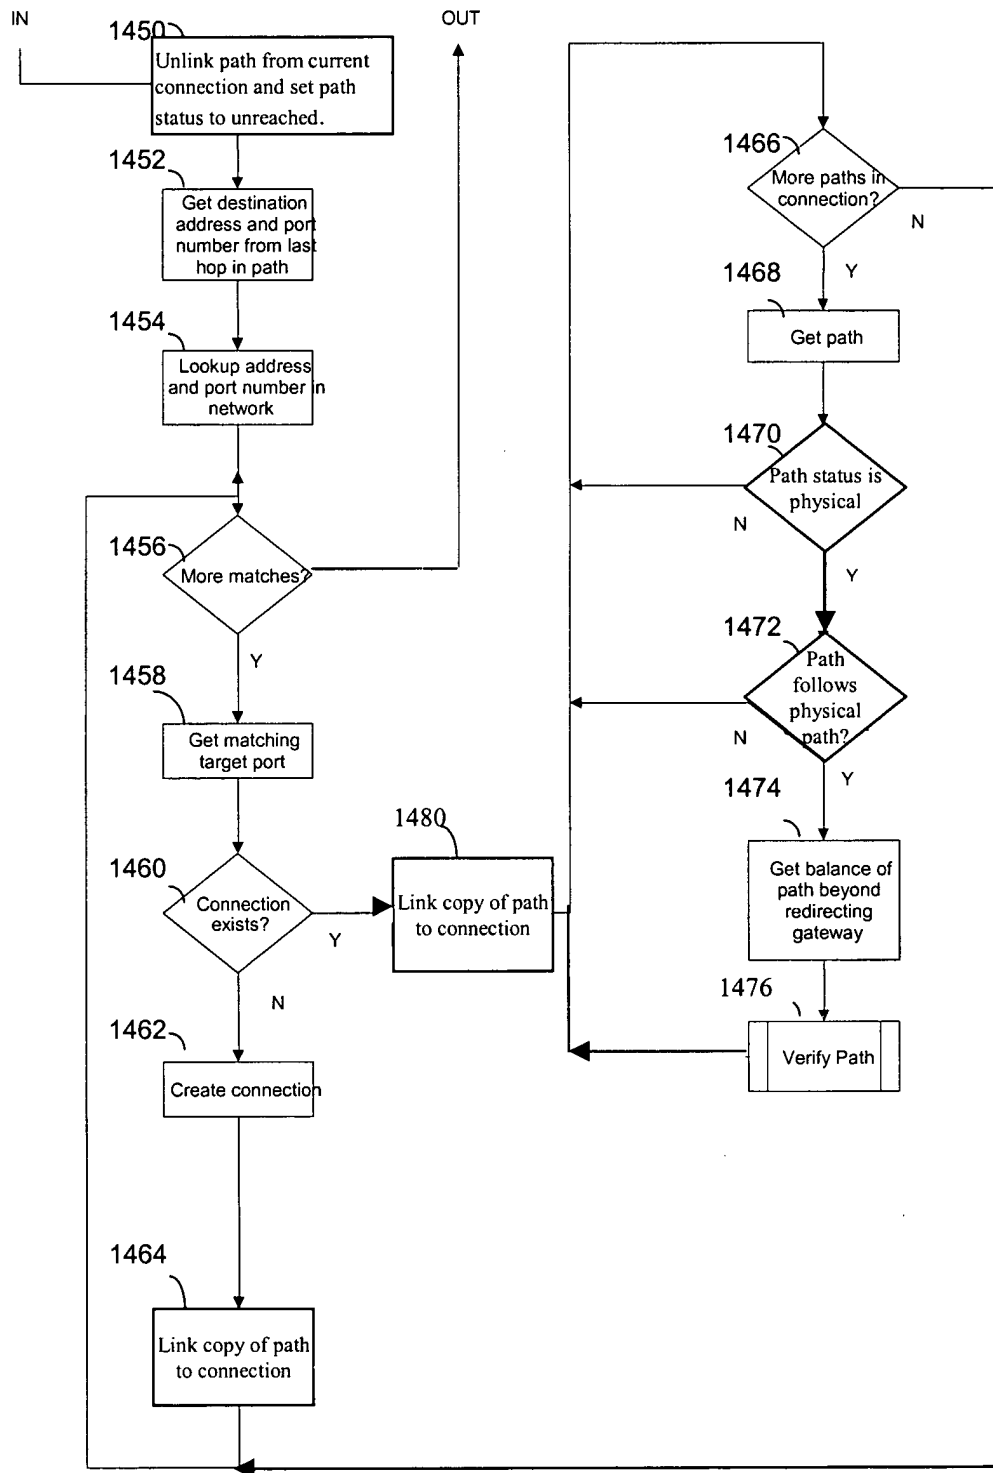 IN
OUT
1450
Unlink path from current
connection and set path
status to unreached.
1452
Get destination
address and port
number from last
hop in path
1454
Lookup address
and port number in
network
1456
More matches?
Y
1458
Get matching
target port
1460
Connection
exists?
Y
N
1480
Link copy of path
to connection
1462
Create connection
1464
Link copy of path
to connection
1466
More paths in
connection?
N
Y
1468
Get path
1470
Path status is
physical
N
Y
1472
Path
follows
physical
path?
N
Y
1474
Get balance of
path beyond
redirecting
gateway
1476
Verify Path